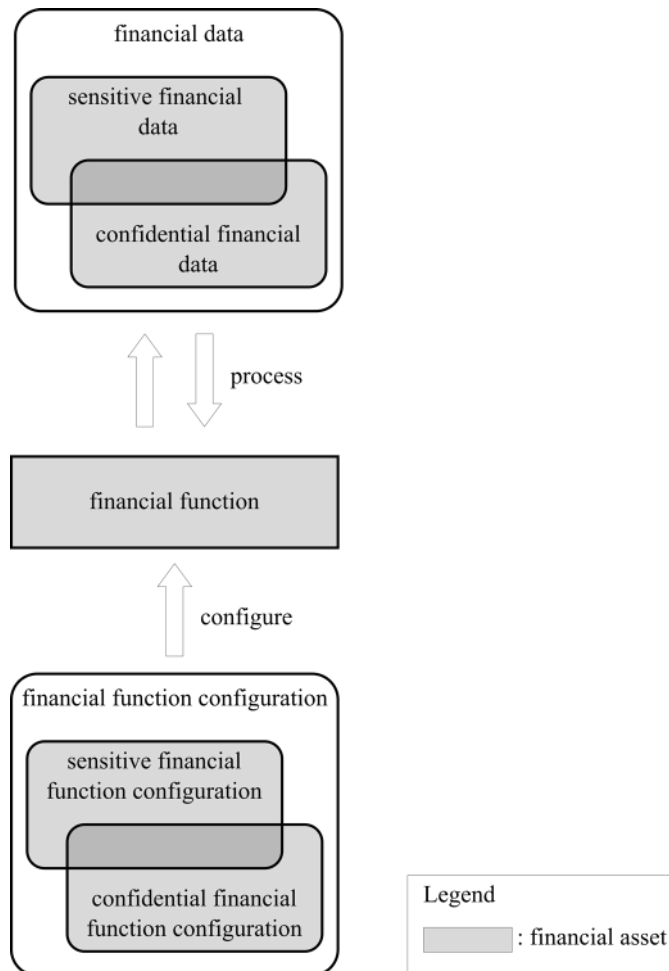 financial data
sensitive financial
data
confidential financial
data
process
financial function
configure
financial function configuration
sensitive financial
function configuration
confidential financial
function configuration
Legend
: financial asset